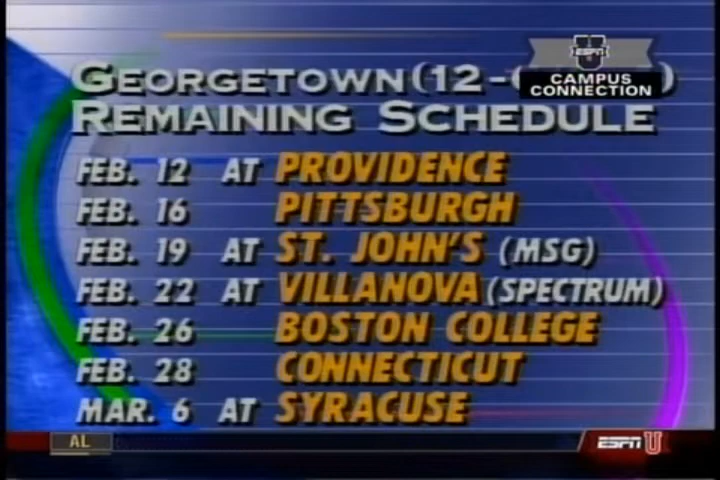 GEORGETOWN (12-
ESPN U
CAMPUS
CONNECTION
REMAINING SCHEDULE
FEB. 12 AT PROVIDENCE
FEB. 16 PITTSBURGH
FEB. 19 AT ST. JOHN'S (MSG)
FEB. 22 AT VILLANOVA (SPECTRUM)
FEB. 26 BOSTON COLLEGE
FEB. 28 CONNECTICUT
MAR. 6 AT SYRACUSE
AL
ESPN U